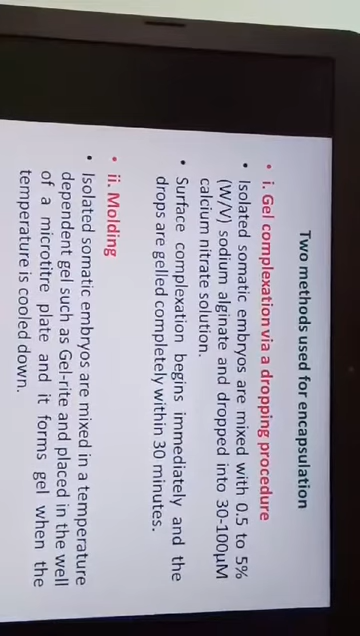 Two methods used for encapsulation
• i. Gel complexation via a dropping procedure
• Isolated somatic embryos are mixed with 0.5 to 5%
(W/V) sodium alginate and dropped into 30-100µM
calcium nitrate solution.
• Surface complexation begins immediately and the
drops are gelled completely within 30 minutes.
• ii. Molding
• Isolated somatic embryos are mixed in a temperature
dependent gel such as Gel-rite and placed in the well
of a microtitre plate and it forms gel when the
temperature is cooled down.